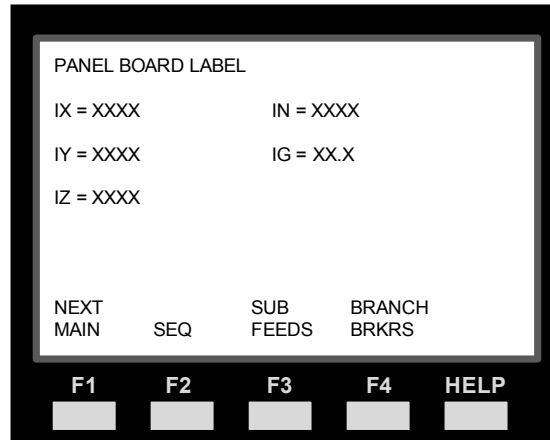 PANEL BOARD LABEL
IX = XXXX IN = XXXX
IY = XXXX IG = XX.X
IZ = XXXX
NEXT SUB BRANCH
MAIN SEQ FEEDS BRKRS
F1 F2 F3 F4 HELP